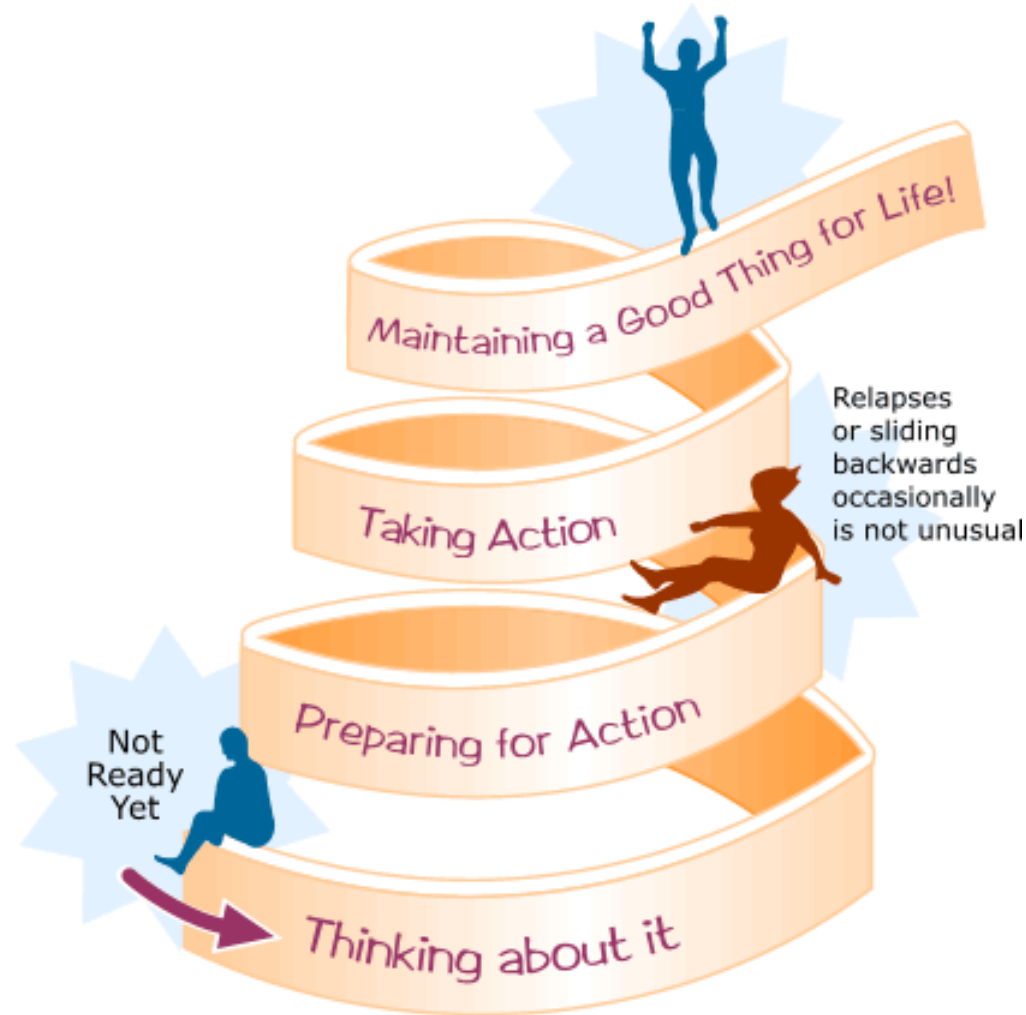 Maintaining a Good Thing for Life!
Relapses
or sliding
backwards
occasionally
is not unusual
Taking Action
Preparing for Action
Not
Ready
Yet
Thinking about it